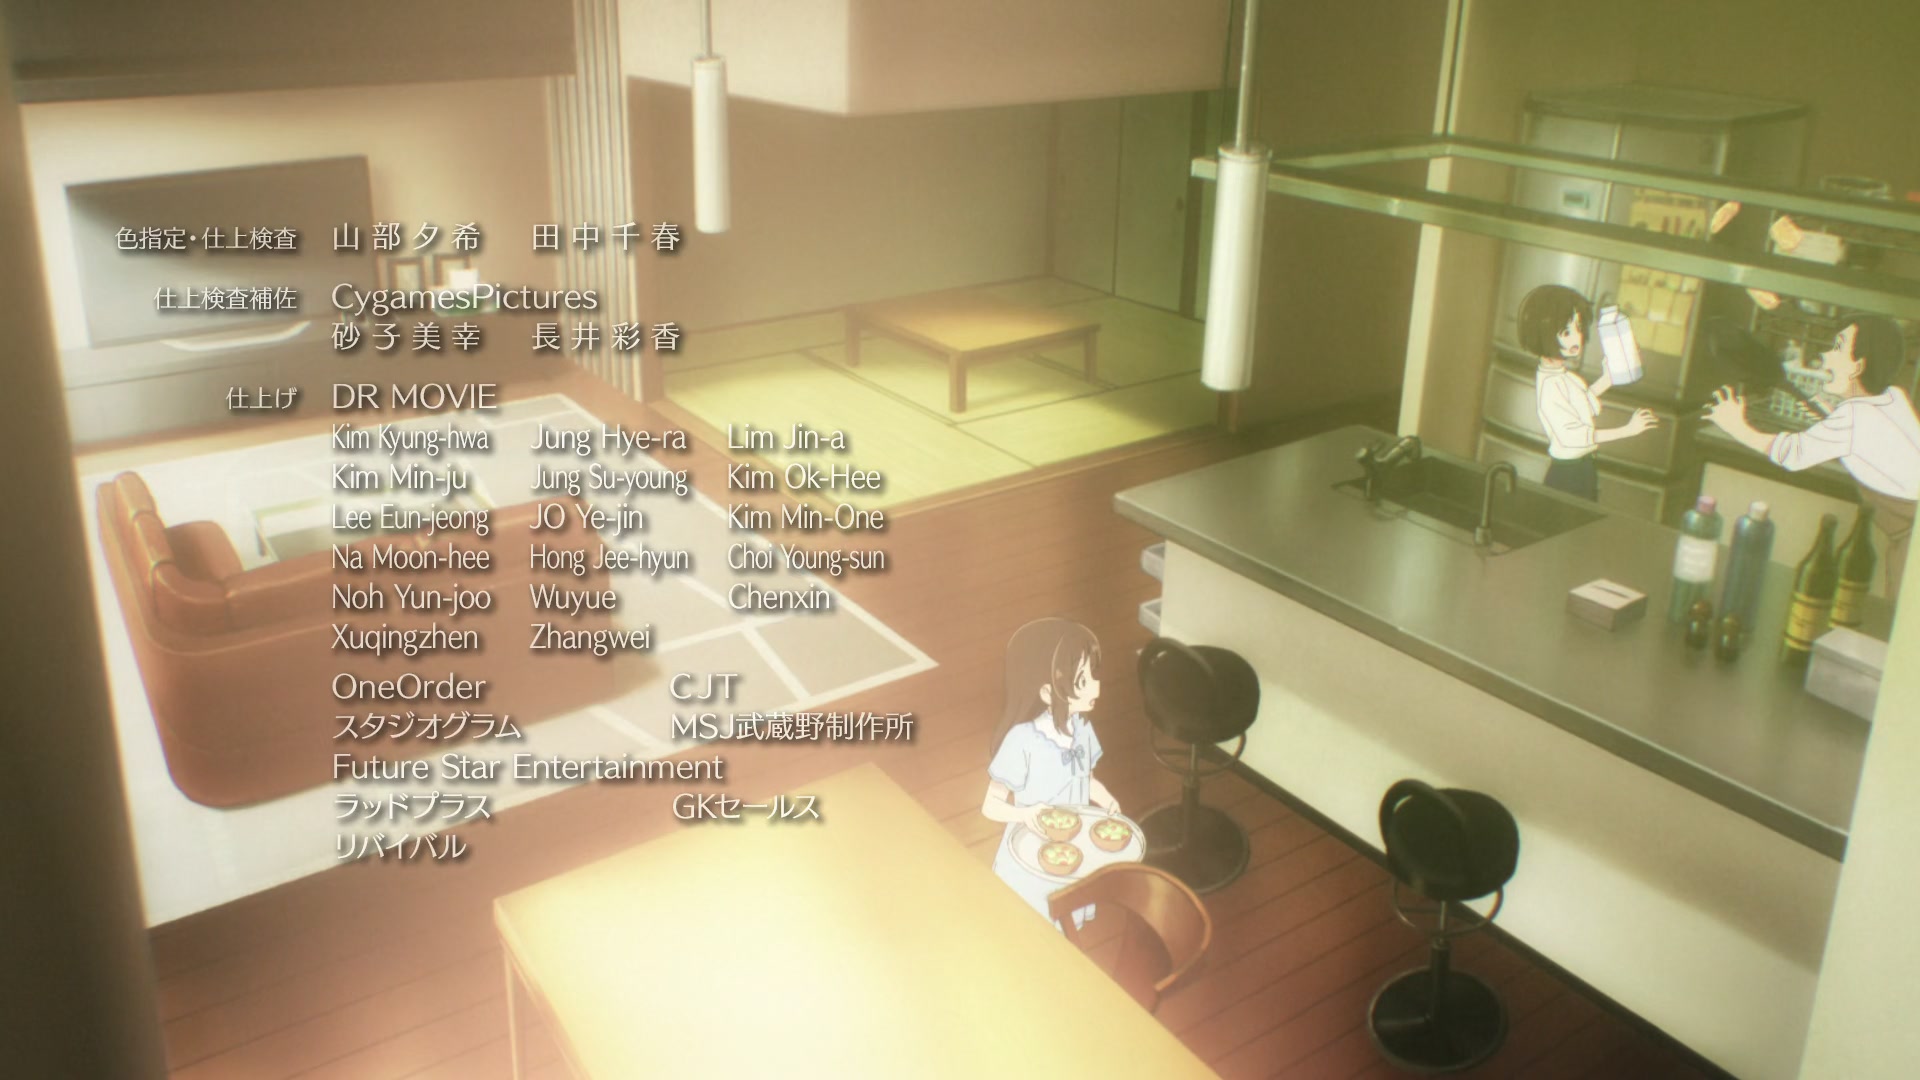 色指定・仕上検査 山部夕希 田中千春
仕上検査補佐 CygamesPictures
砂子美幸 長井彩香
仕上げ DR MOVIE
Kim Kyung-hwa Jung Hye-ra Lim Jin-a
Kim Min-ju Jung Su-young Kim Ok-Hee
Lee Eun-jeong JO Ye-jin Kim Min-One
Na Moon-hee Hong Jee-hyun Choi Young-sun
Noh Yun-joo Wuyue Chenxin
Xuqingzhen Zhangwei
OneOrder CJT
スタジオグラム MSJ武蔵野制作所
Future Star Entertainment
ラッドプラス GKセールス
リバイバル